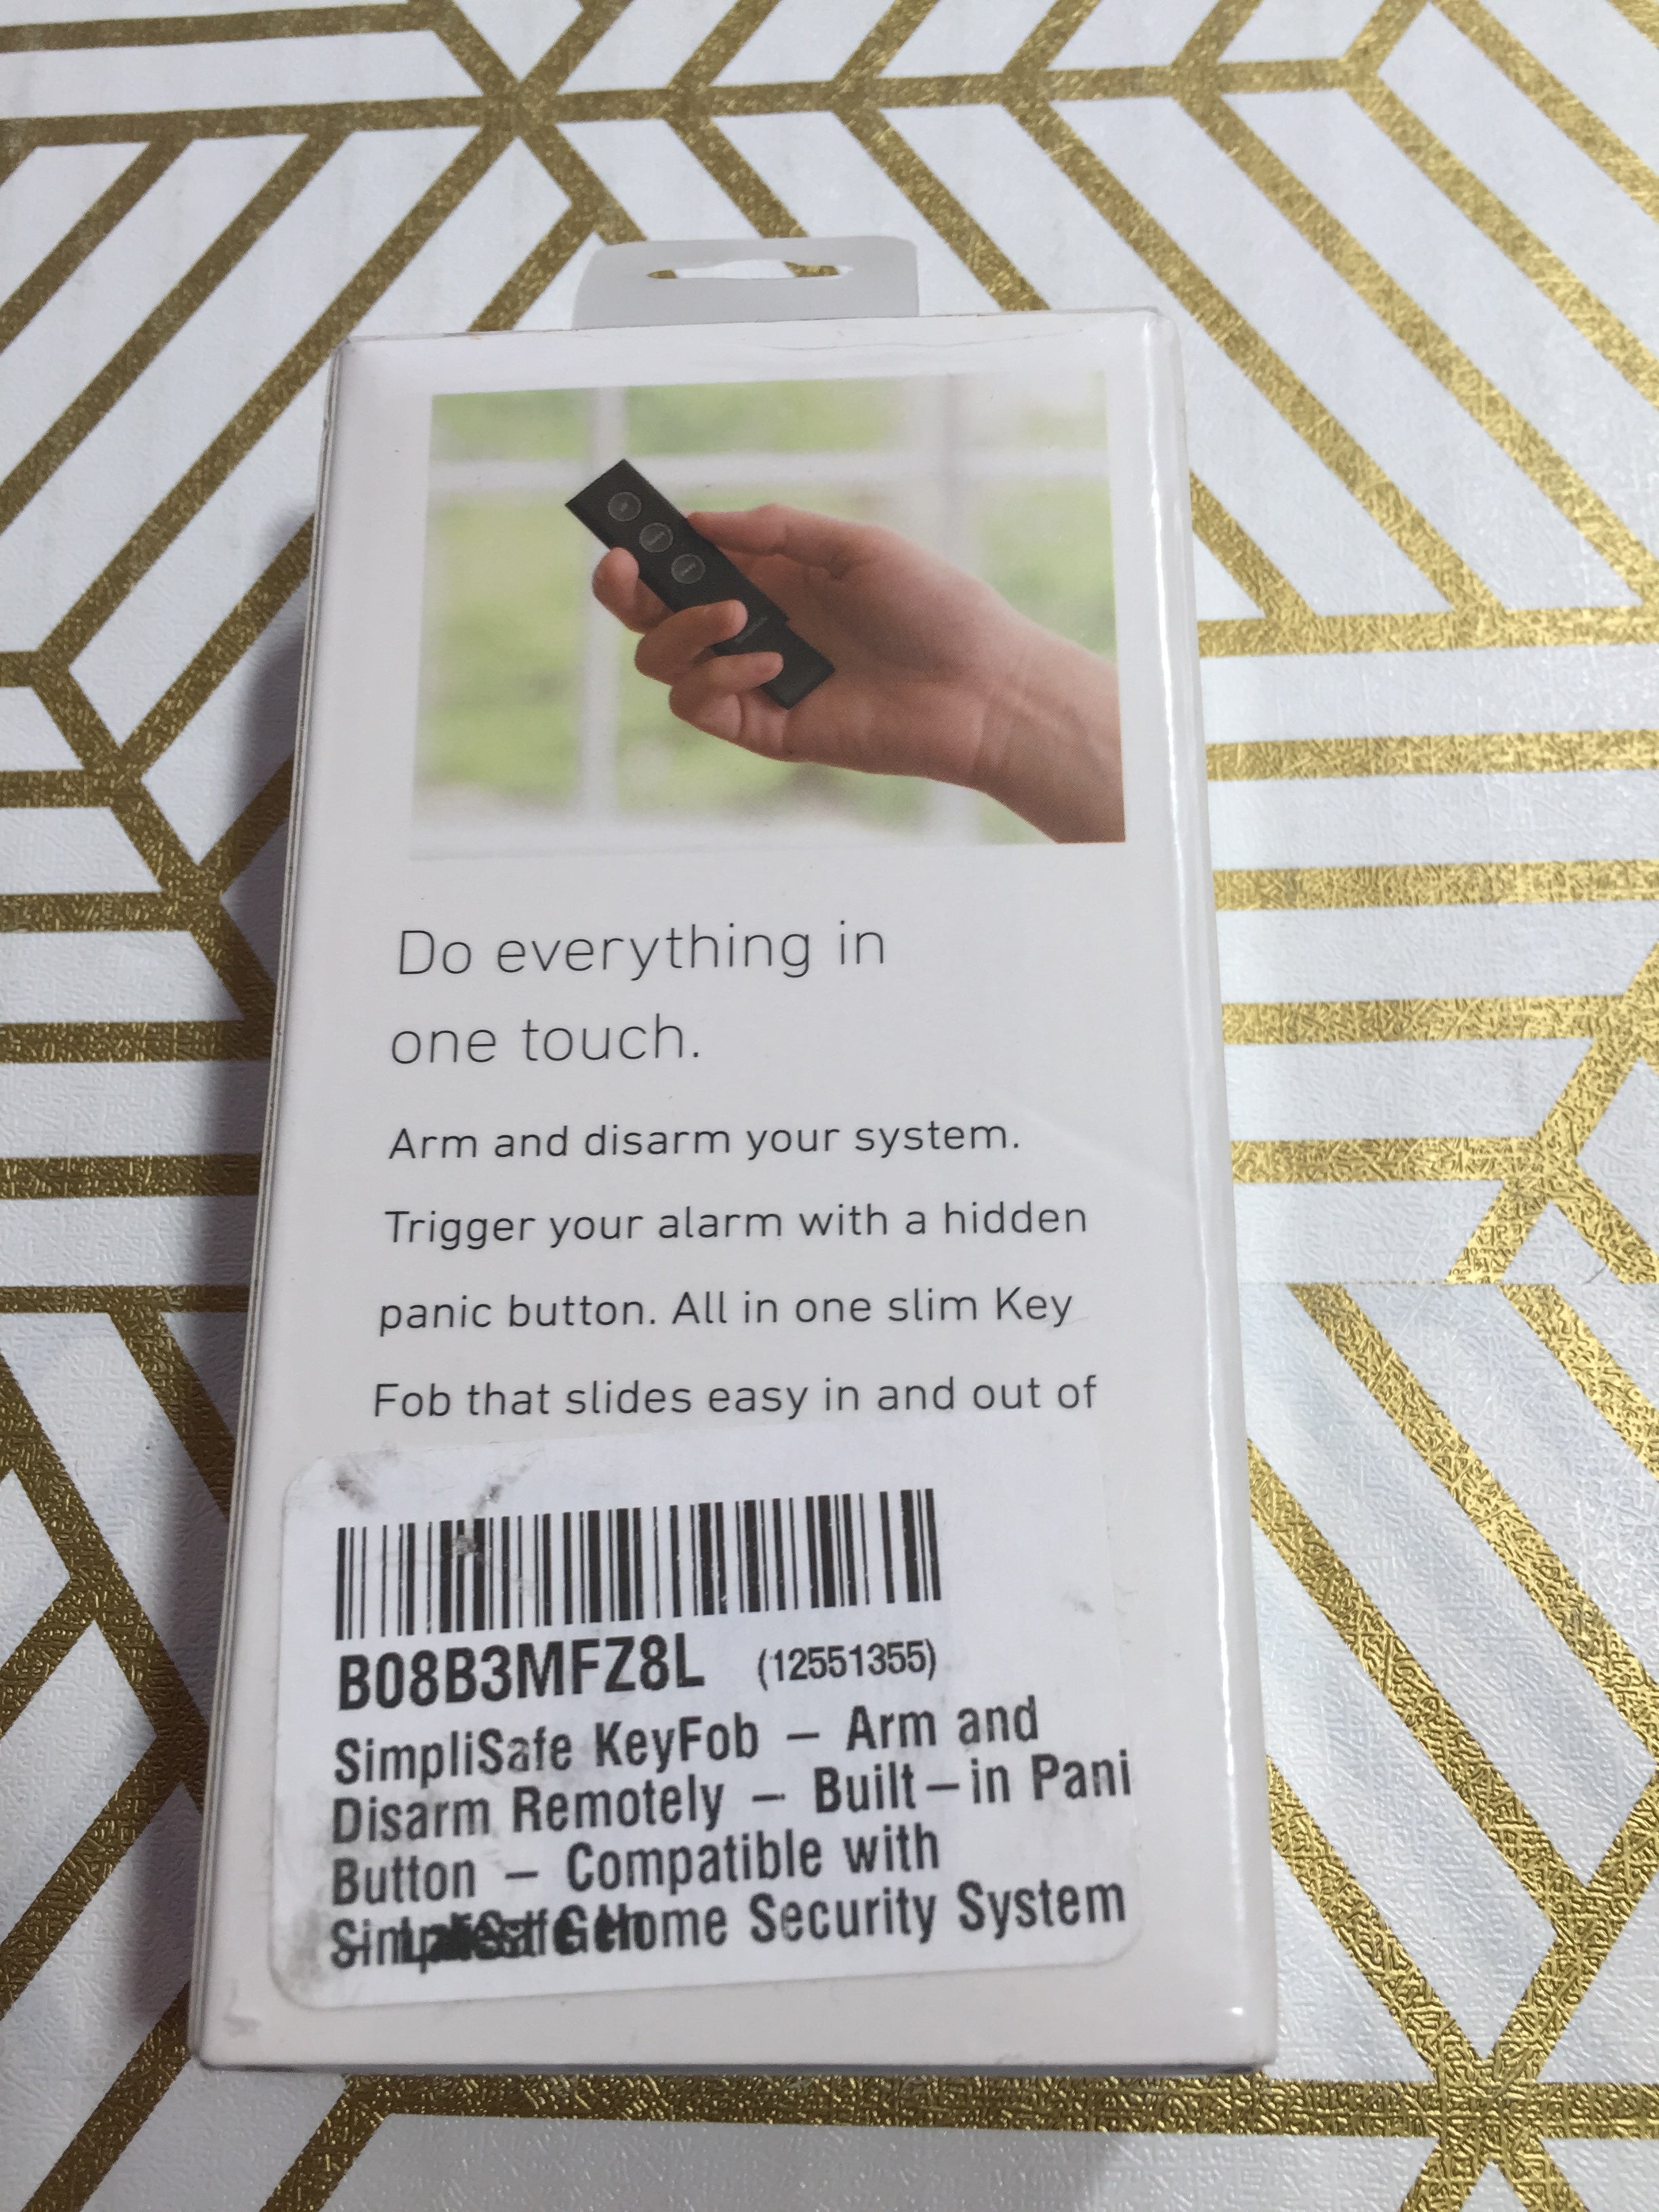 Do everything in
one touch.
Arm and disarm your system.
Trigger your alarm with a hidden
panic button. All in one slim Key
Fob that slides easy in and out of
B08B3MFZ8L (12551355)
SimpliSafe KeyFob – Arm and
Disarm Remotely – Built–in Pani
Button – Compatible with
Home Security System